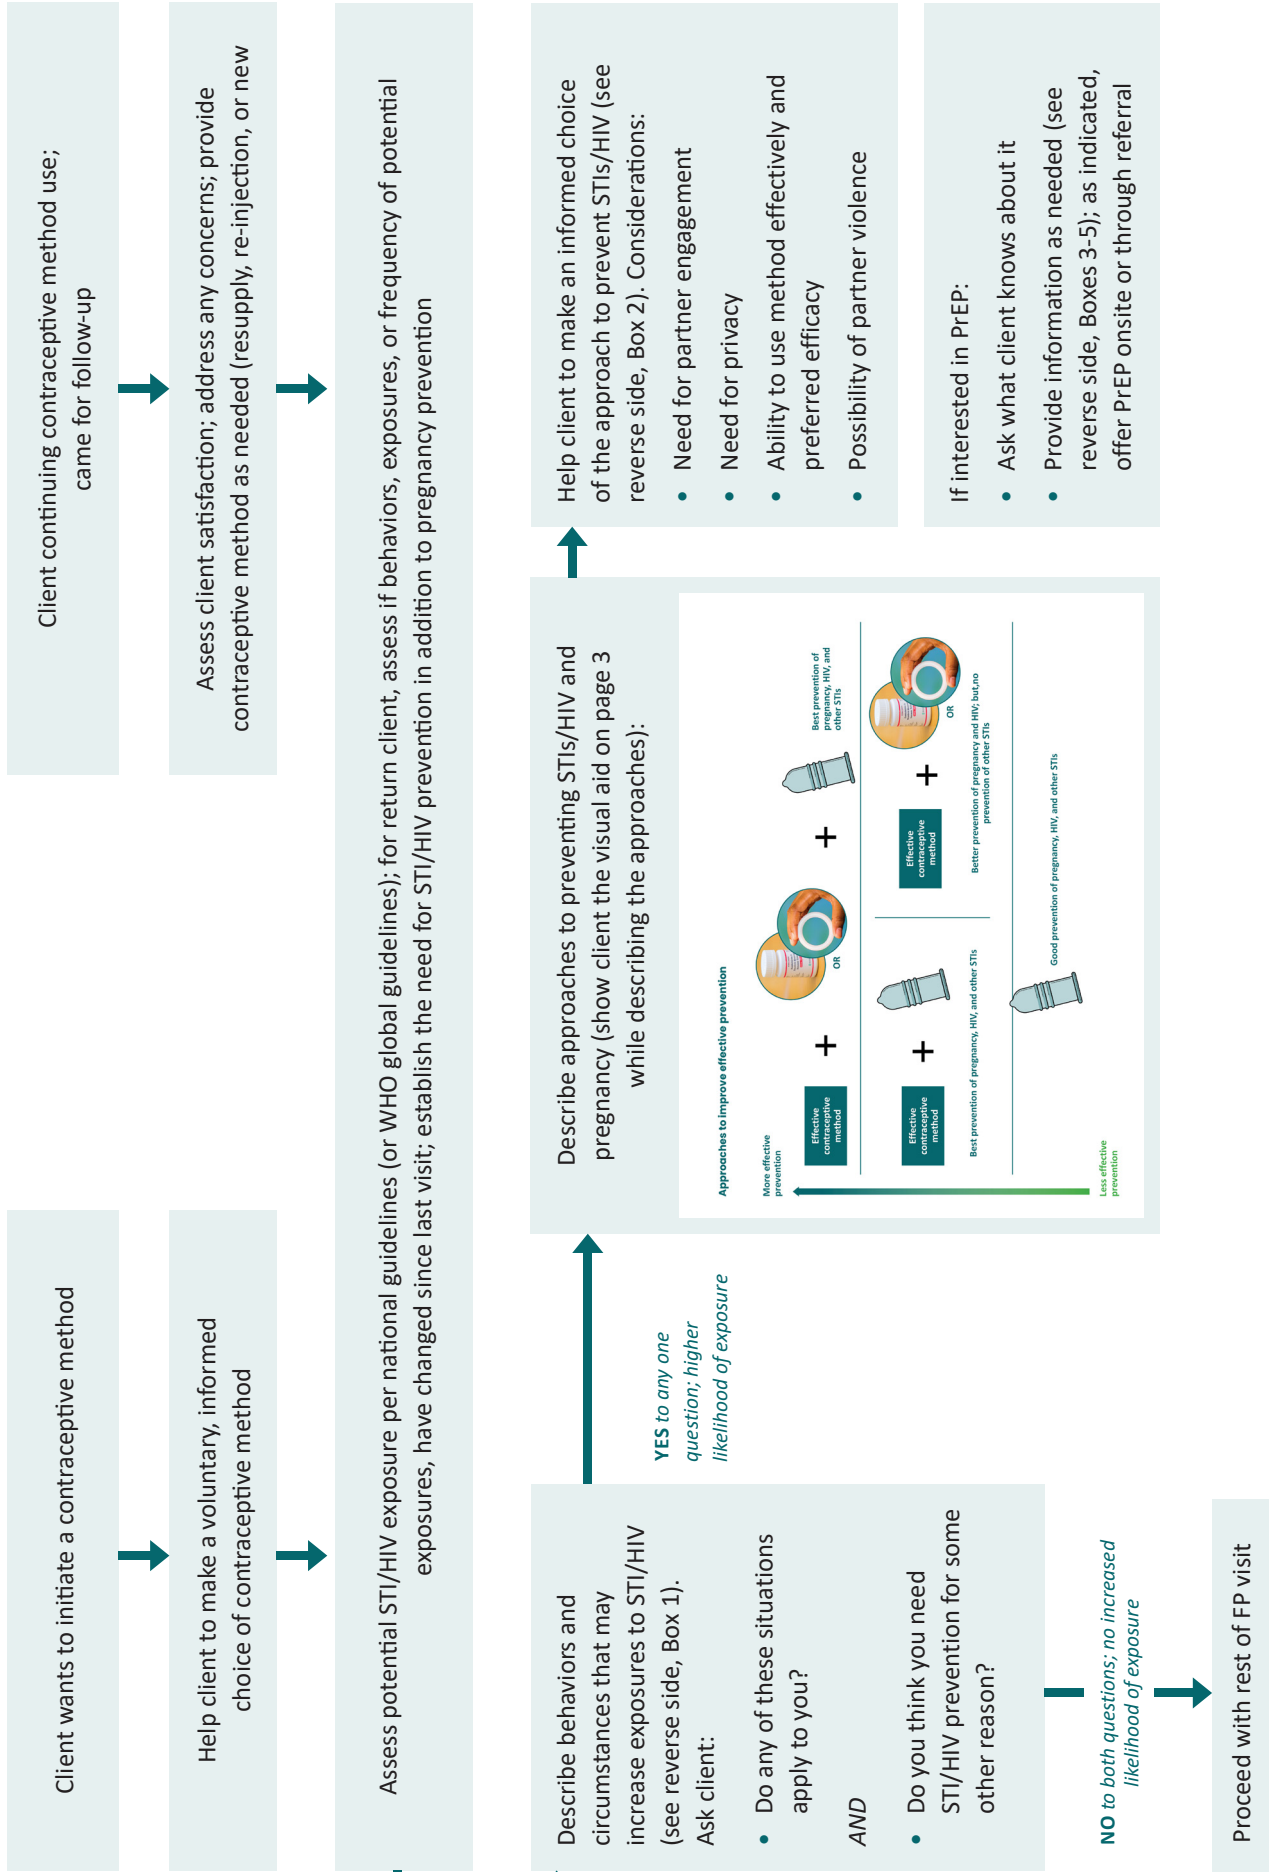 Client wants to initiate a contraceptive method
Help client to make a voluntary, informed
choice of contraceptive method
Client continuing contraceptive method use;
came for follow-up
Assess client satisfaction; address any concerns; provide
contraceptive method as needed (resupply, re-injection, or new
Assess potential STI/HIV exposure per national guidelines (or WHO global guidelines); for return client, assess if behaviors, exposures, or frequency of potential
exposures, have changed since last visit; establish the need for STI/HIV prevention in addition to pregnancy prevention
Describe behaviors and
circumstances that may
increase exposures to STI/HIV
(see reverse side, Box 1).
Ask client:
• Do any of these situations
apply to you?
AND
• Do you think you need
STI/HIV prevention for some
other reason?
YES to any one
question; higher
likelihood of exposure
NO to both questions; no increased
likelihood of exposure
Proceed with rest of FP visit
Describe approaches to preventing STIs/HIV and
pregnancy (show client the visual aid on page 3
while describing the approaches):
Approaches to improve effective prevention
More effective
prevention
Effective
contraceptive
method
+
OR
+
Best prevention of
pregnancy, HIV, and
other STIs
Effective
contraceptive
method
+
Best prevention of pregnancy, HIV, and other STIs
Effective
contraceptive
method
+
OR
Better prevention of pregnancy and HIV; but,no
prevention of other STIs
Good prevention of pregnancy, HIV, and other STIs
Less effective
prevention
Help client to make an informed choice
of the approach to prevent STIs/HIV (see
reverse side, Box 2). Considerations:
• Need for partner engagement
• Need for privacy
• Ability to use method effectively and
preferred efficacy
• Possibility of partner violence
If interested in PrEP:
• Ask what client knows about it
• Provide information as needed (see
reverse side, Boxes 3-5); as indicated,
offer PrEP onsite or through referral